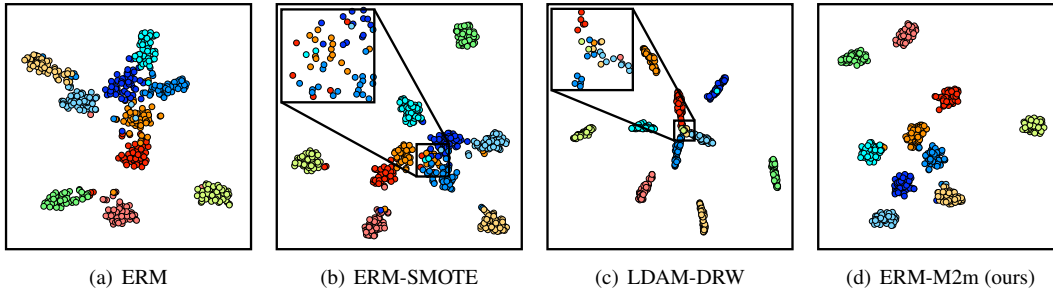 (a) ERM
(b) ERM-SMOTE
(c) LDAM-DRW
(d) ERM-M2m (ours)